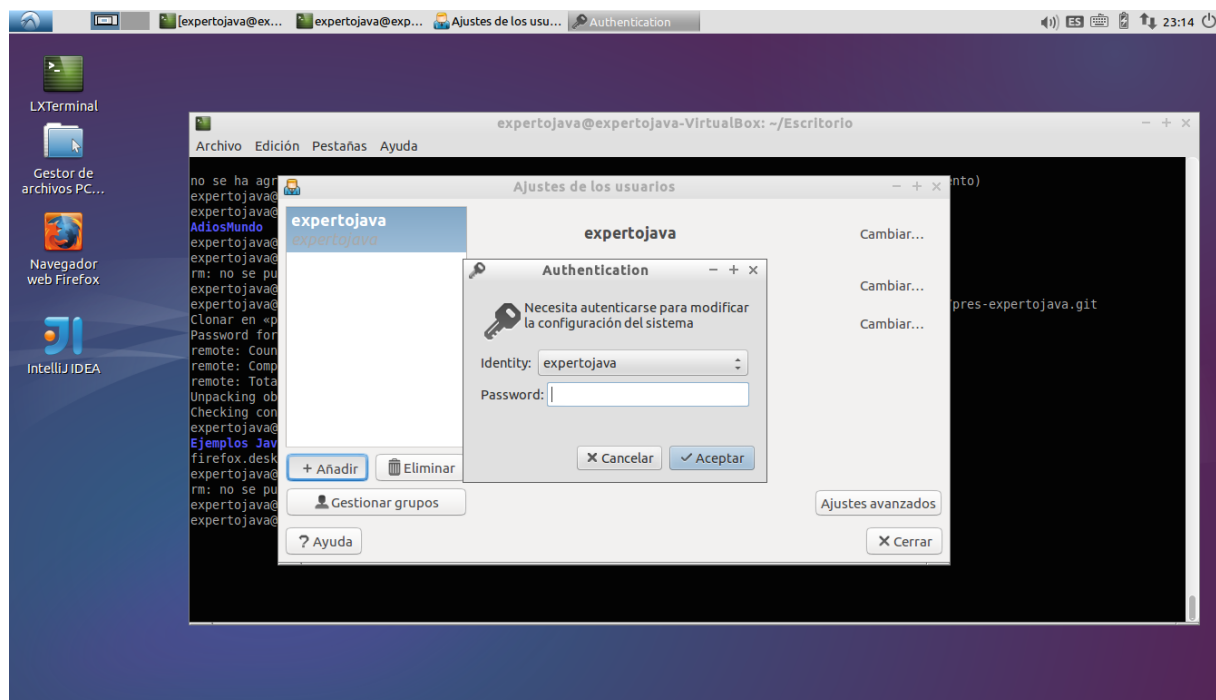 [expertojava@ex...
expertojava@exp...
Ajustes de los usu...
Authentication
ES
23:14
LXTerminal
Gestor de
archivos PC...
Navegador
web Firefox
IntelliJ IDEA
expertojava@expertojava-VirtualBox: ~/Escritorio
Archivo Edición Pestañas Ayuda
no se ha agr
nto)
expertojava@
expertojava@
AdiosMundo
expertojava@
expertojava@
rm: no se pu
expertojava@
expertojava@
pres-expertojava.git
Clonar en «p
Password for
remote: Coun
remote: Comp
remote: Tota
Unpacking ob
Checking con
expertojava@
Ejemplos Jav
firefox.desk
expertojava@
rm: no se pu
expertojava@
expertojava@
Ajustes de los usuarios
expertojava
expertojava
expertojava
Cambiar...
Cambiar...
Cambiar...
+ Añadir
Eliminar
Gestionar grupos
Ajustes avanzados
? Ayuda
Cerrar
Authentication
Necesita autenticarse para modificar
la configuración del sistema
Identity: expertojava
Password:
Cancelar
Aceptar